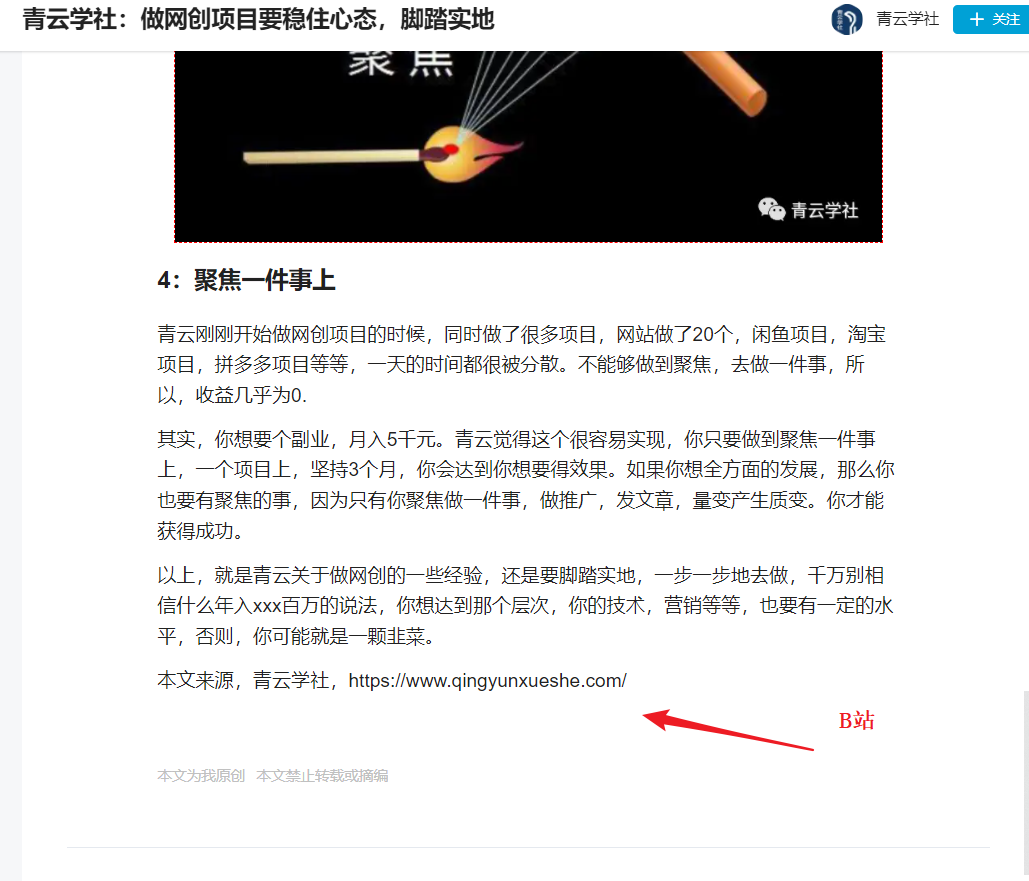 青云学社：做网创项目要稳住心态，脚踏实地
青云学社
+ 关注
聚焦
青云学社
4：聚焦一件事上
青云刚刚开始做网创项目的时候，同时做了很多项目，网站做了20个，闲鱼项目，淘宝
项目，拼多多项目等等，一天的时间都很被分散。不能够做到聚焦，去做一件事，所
以，收益几乎为0.
其实，你想要个副业，月入5千元。青云觉得这个很容易实现，你只要做到聚焦一件事
上，一个项目上，坚持3个月，你会达到你想要得效果。如果你想全方面的发展，那么你
也要有聚焦的事，因为只有你聚焦做一件事，做推广，发文章，量变产生质变。你才能
获得成功。
以上，就是青云关于做网创的一些经验，还是要脚踏实地，一步一步地去做，千万别相
信什么年入xxx百万的说法，你想达到那个层次，你的技术，营销等等，也要有一定的水
平，否则，你可能就是一颗韭菜。
本文来源，青云学社，https://www.qingyunxueshe.com/
B站
本文为我原创 本文禁止转载或摘编